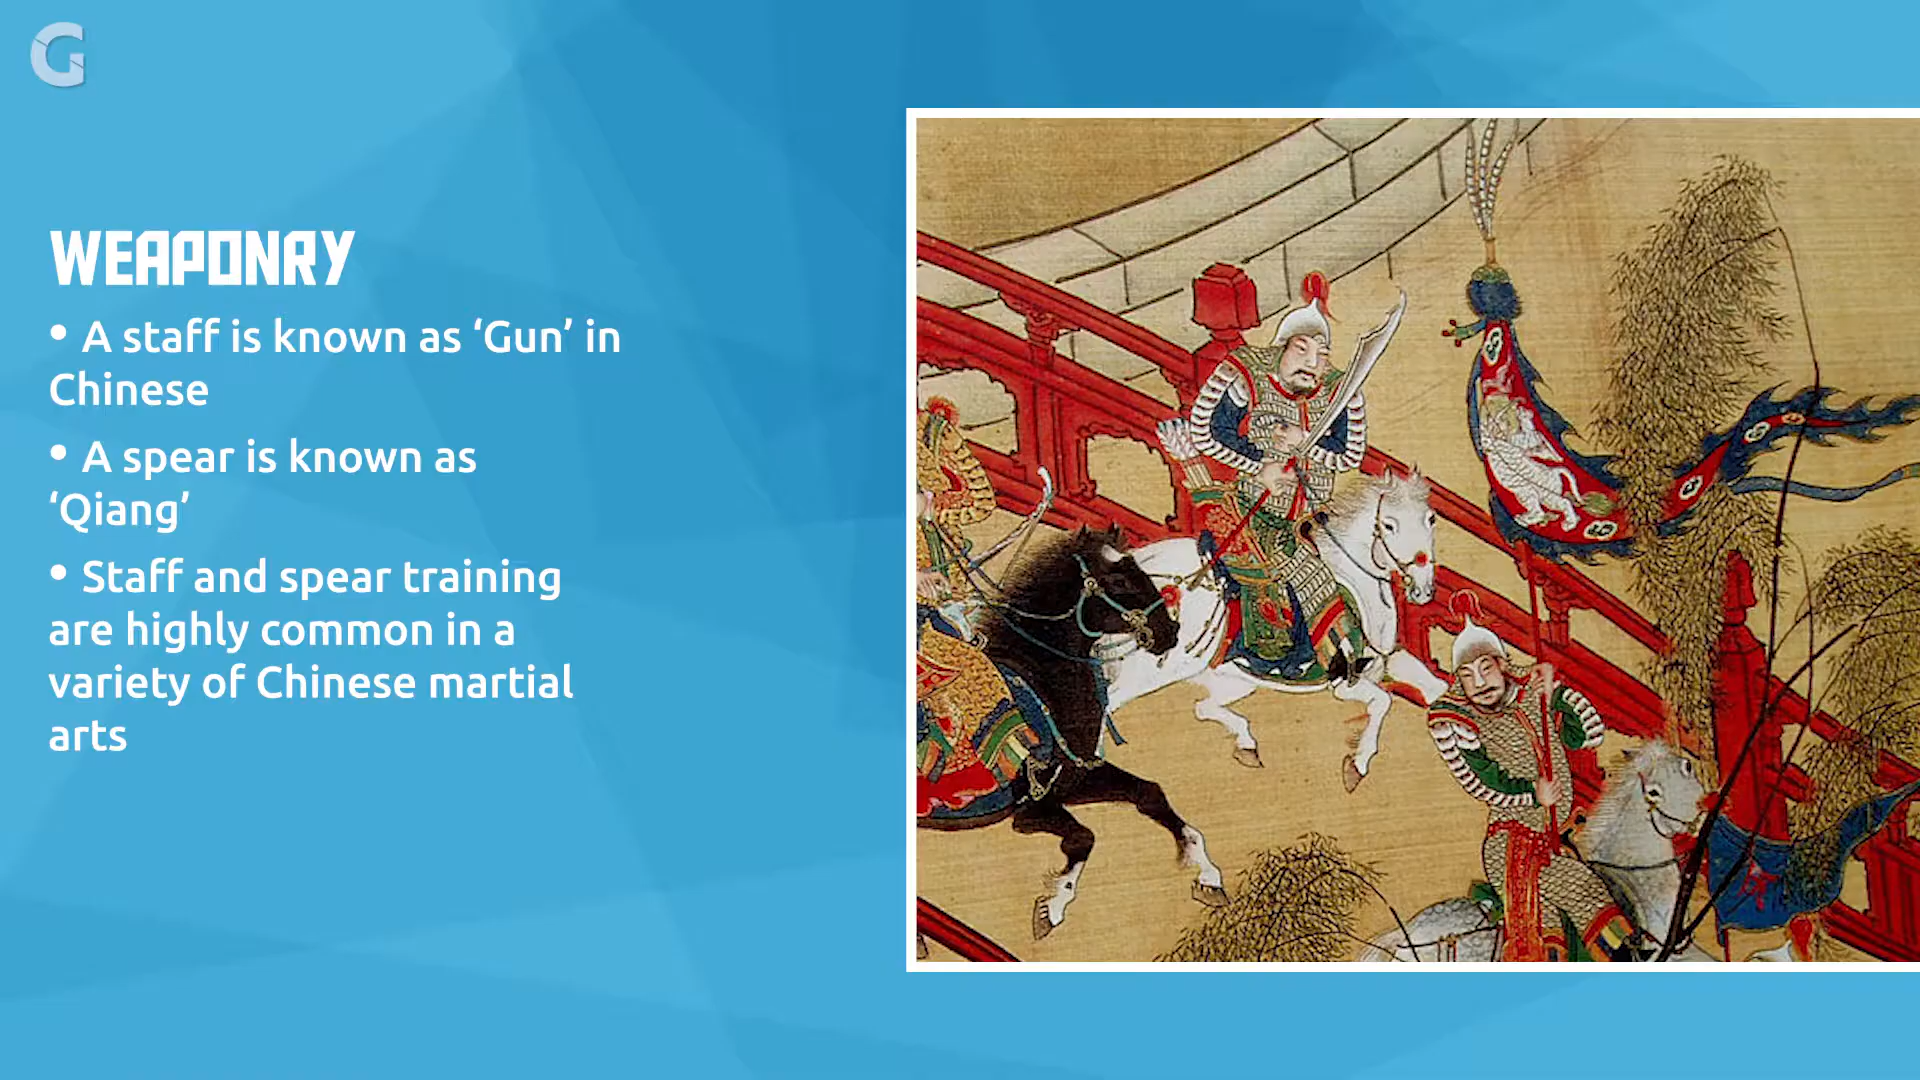 G
WEAPONRY
• A staff is known as ‘Gun’ in
Chinese
• A spear is known as
‘Qiang’
• Staff and spear training
are highly common in a
variety of Chinese martial
arts